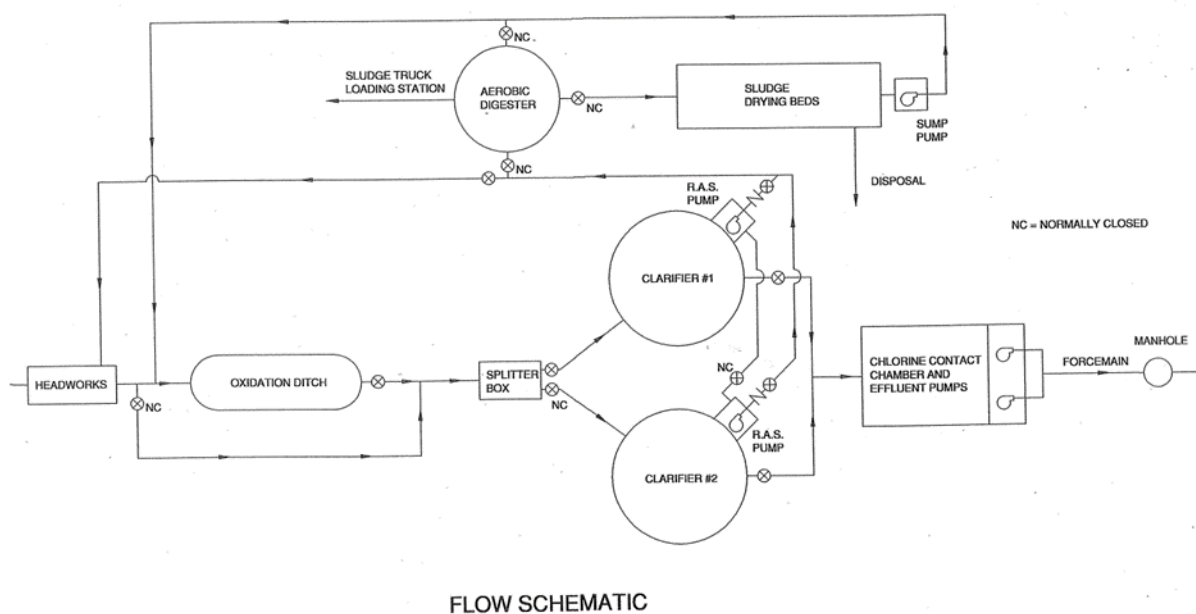 NC.
SLUDGE TRUCK
LOADING STATION
AEROBIC
DIGESTER
NC
SLUDGE
DRYING BEDS
SUMP
PUMP
NC
R.A.S.
PUMP
DISPOSAL
NC = NORMALLY CLOSED
CLARIFIER #1
HEADWORKS
OXIDATION DITCH
SPLITTER
BOX
NC
NC
NC
CHLORINE CONTACT
CHAMBER AND
EFFLUENT PUMPS
FORCEMAIN
MANHOLE
R.A.S.
PUMP
CLARIFIER #2
FLOW SCHEMATIC